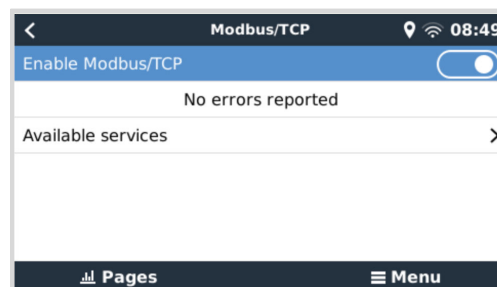 Modbus/TCP 08:49
Enable Modbus/TCP
No errors reported
Available services
Pages Menu